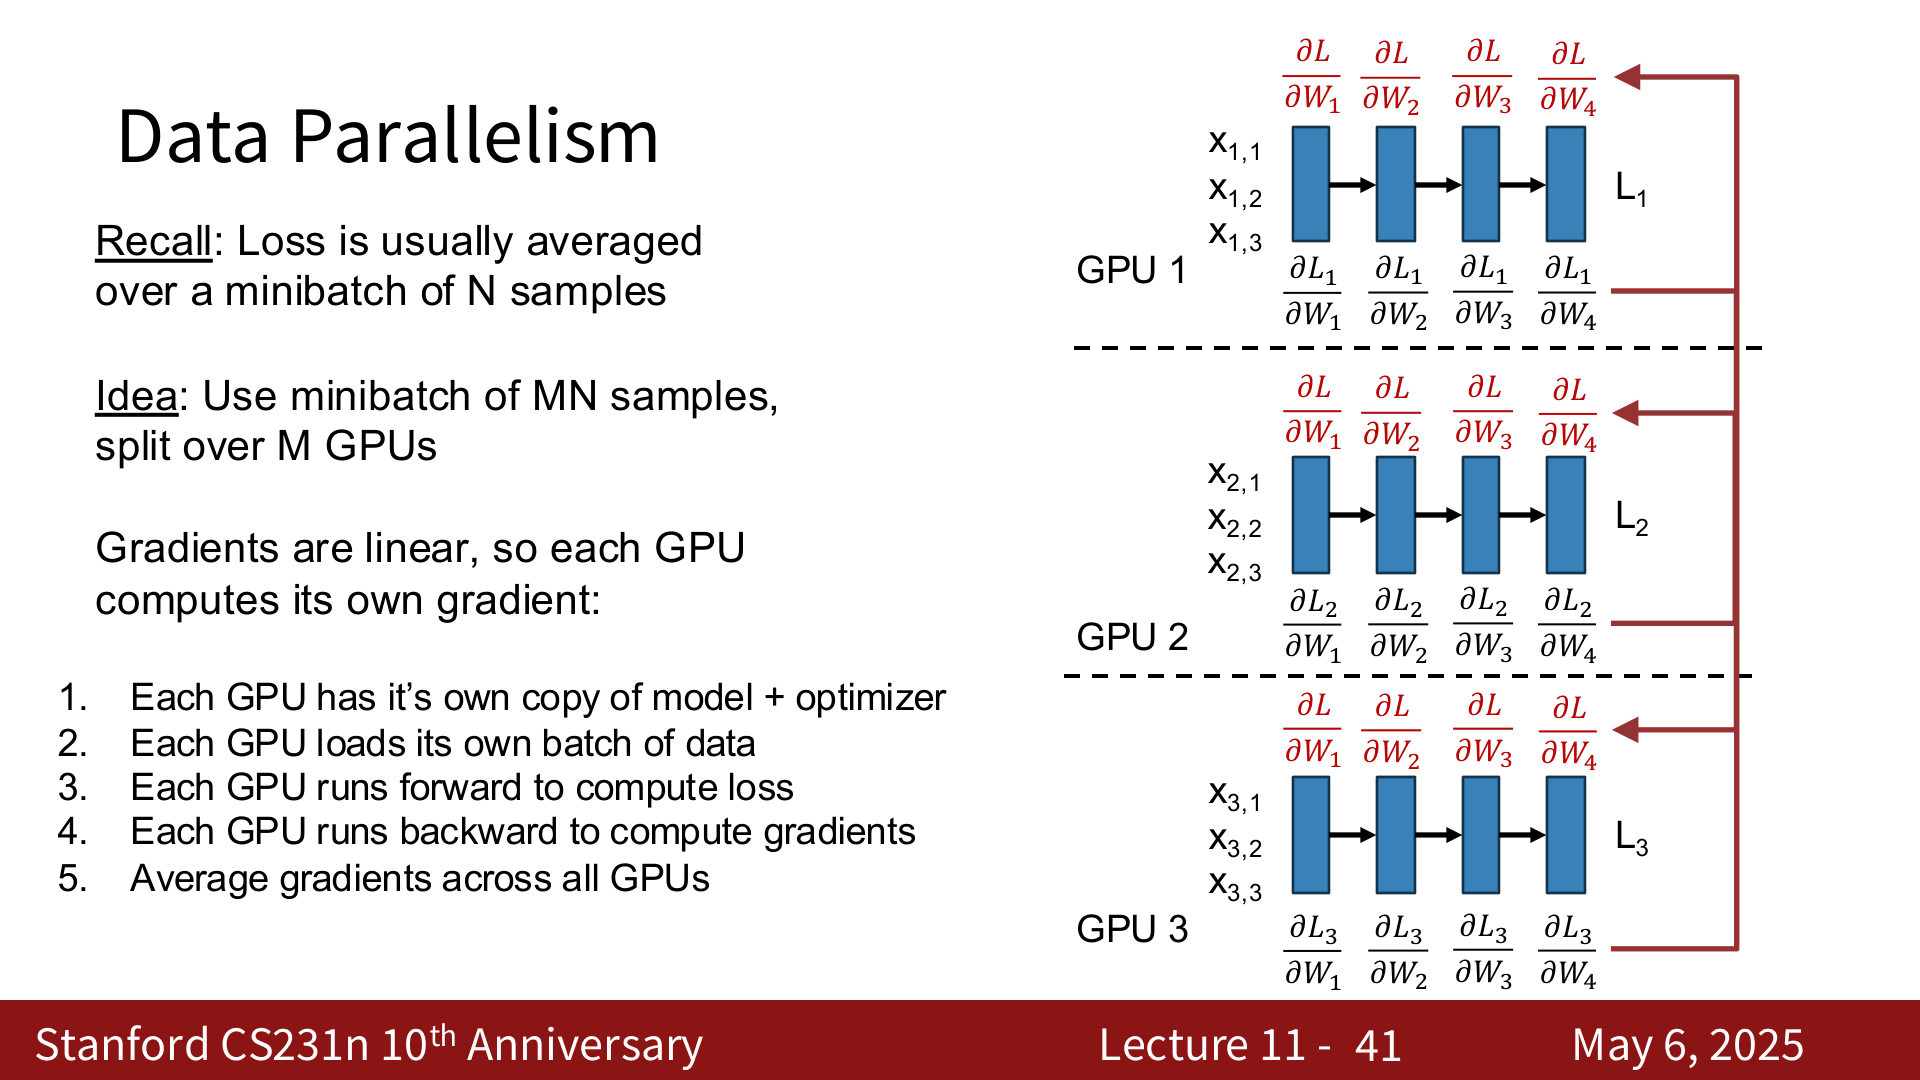 Data Parallelism
Recall: Loss is usually averaged
over a minibatch of N samples
Idea: Use minibatch of MN samples,
split over M GPUs
Gradients are linear, so each GPU
computes its own gradient:
1. Each GPU has it’s own copy of model + optimizer
2. Each GPU loads its own batch of data
3. Each GPU runs forward to compute loss
4. Each GPU runs backward to compute gradients
5. Average gradients across all GPUs
∂L ∂L ∂L ∂L
∂W₁ ∂W₂ ∂W₃ ∂W₄
x₁,₁
x₁,₂
x₁,₃
L₁
GPU 1
∂L₁ ∂L₁ ∂L₁ ∂L₁
∂W₁ ∂W₂ ∂W₃ ∂W₄
∂L ∂L ∂L ∂L
∂W₁ ∂W₂ ∂W₃ ∂W₄
x₂,₁
x₂,₂
x₂,₃
L₂
GPU 2
∂L₂ ∂L₂ ∂L₂ ∂L₂
∂W₁ ∂W₂ ∂W₃ ∂W₄
∂L ∂L ∂L ∂L
∂W₁ ∂W₂ ∂W₃ ∂W₄
x₃,₁
x₃,₂
x₃,₃
L₃
GPU 3
∂L₃ ∂L₃ ∂L₃ ∂L₃
∂W₁ ∂W₂ ∂W₃ ∂W₄
Stanford CS231n 10th Anniversary
Lecture 11 - 41
May 6, 2025